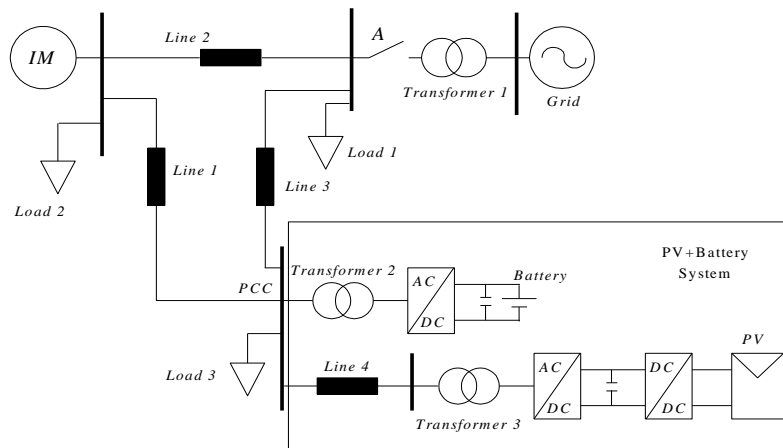 Line 2
A
IM
Transformer 1
Grid
Load 1
Line 1
Line 3
Load 2
PV+Battery
System
Transformer 2
Battery
PCC
AC
DC
PV
Line 4
Load 3
AC
DC
DC
DC
Transformer 3